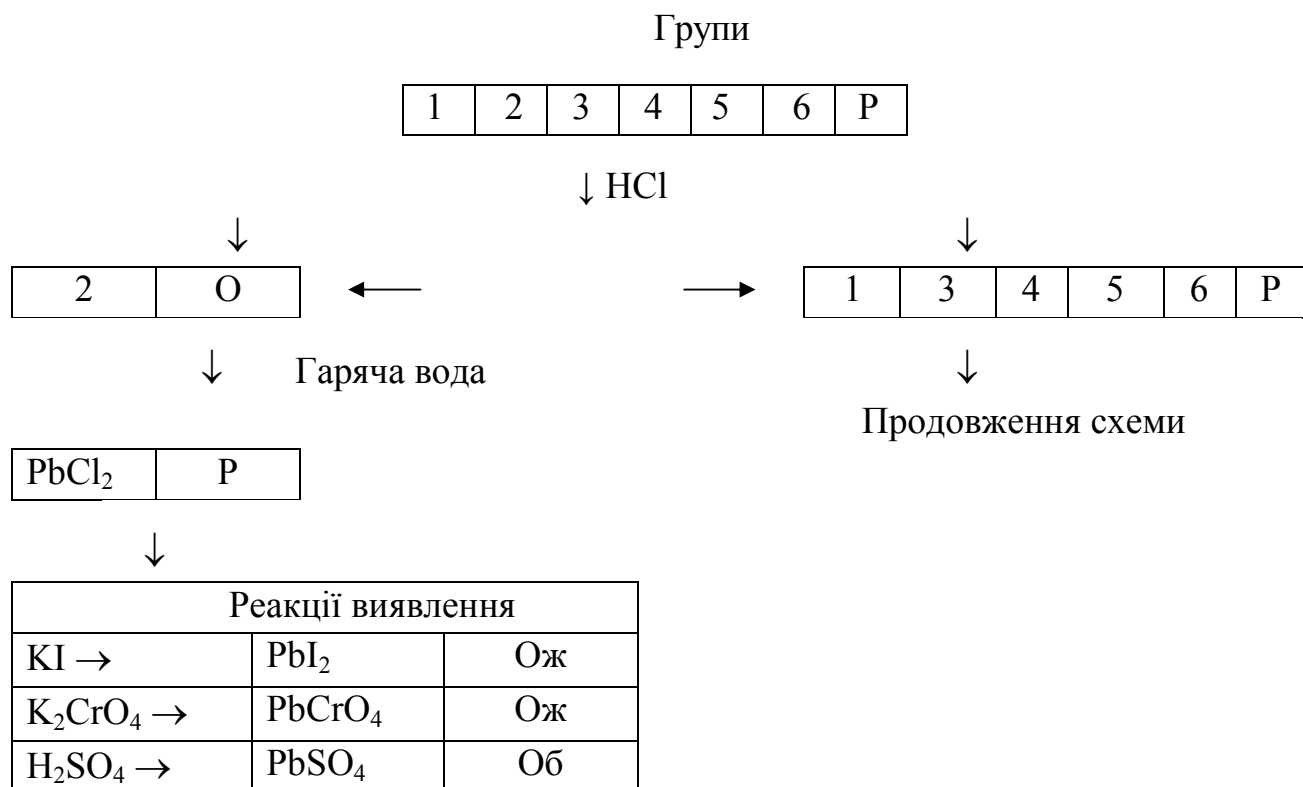 Групи
1 2 3 4 5 6 Р
↓ HCl
↓ ↓
2 О ← → 1 3 4 5 6 Р
↓ Гаряча вода ↓
Продовження схеми
PbCl₂ Р
↓
Реакції виявлення
KI → PbI₂ Ож
K₂CrO₄ → PbCrO₄ Ож
H₂SO₄ → PbSO₄ Об